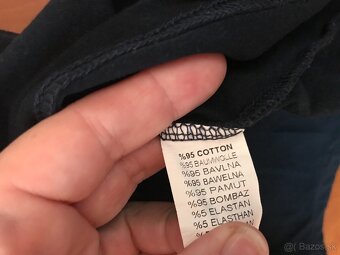 %95 COTTON
%95 BAUMWOLLE
%95 BAVLNA
%95 BAWELNA
%95 PAMUT
%95 BOMBAZ
%5 ELASTAN
%5 ELASTHAN
Bazos.sk